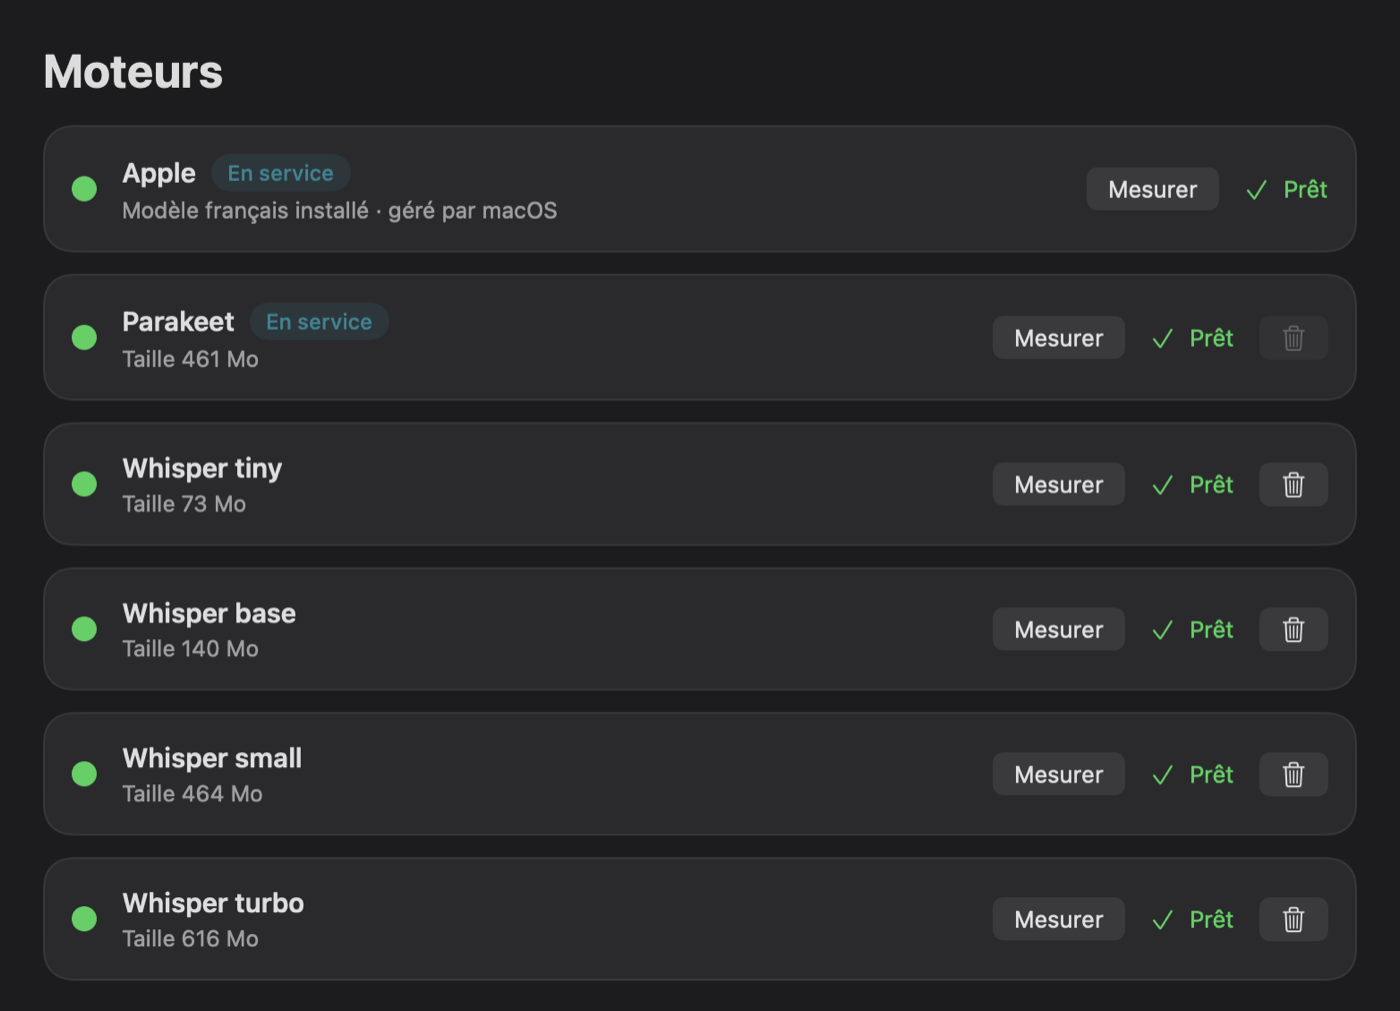 Moteurs
Apple En service
Modèle français installé · géré par macOS
Mesurer ✓ Prêt
Parakeet En service
Taille 461 Mo
Mesurer ✓ Prêt
Whisper tiny
Taille 73 Mo
Mesurer ✓ Prêt
Whisper base
Taille 140 Mo
Mesurer ✓ Prêt
Whisper small
Taille 464 Mo
Mesurer ✓ Prêt
Whisper turbo
Taille 616 Mo
Mesurer ✓ Prêt